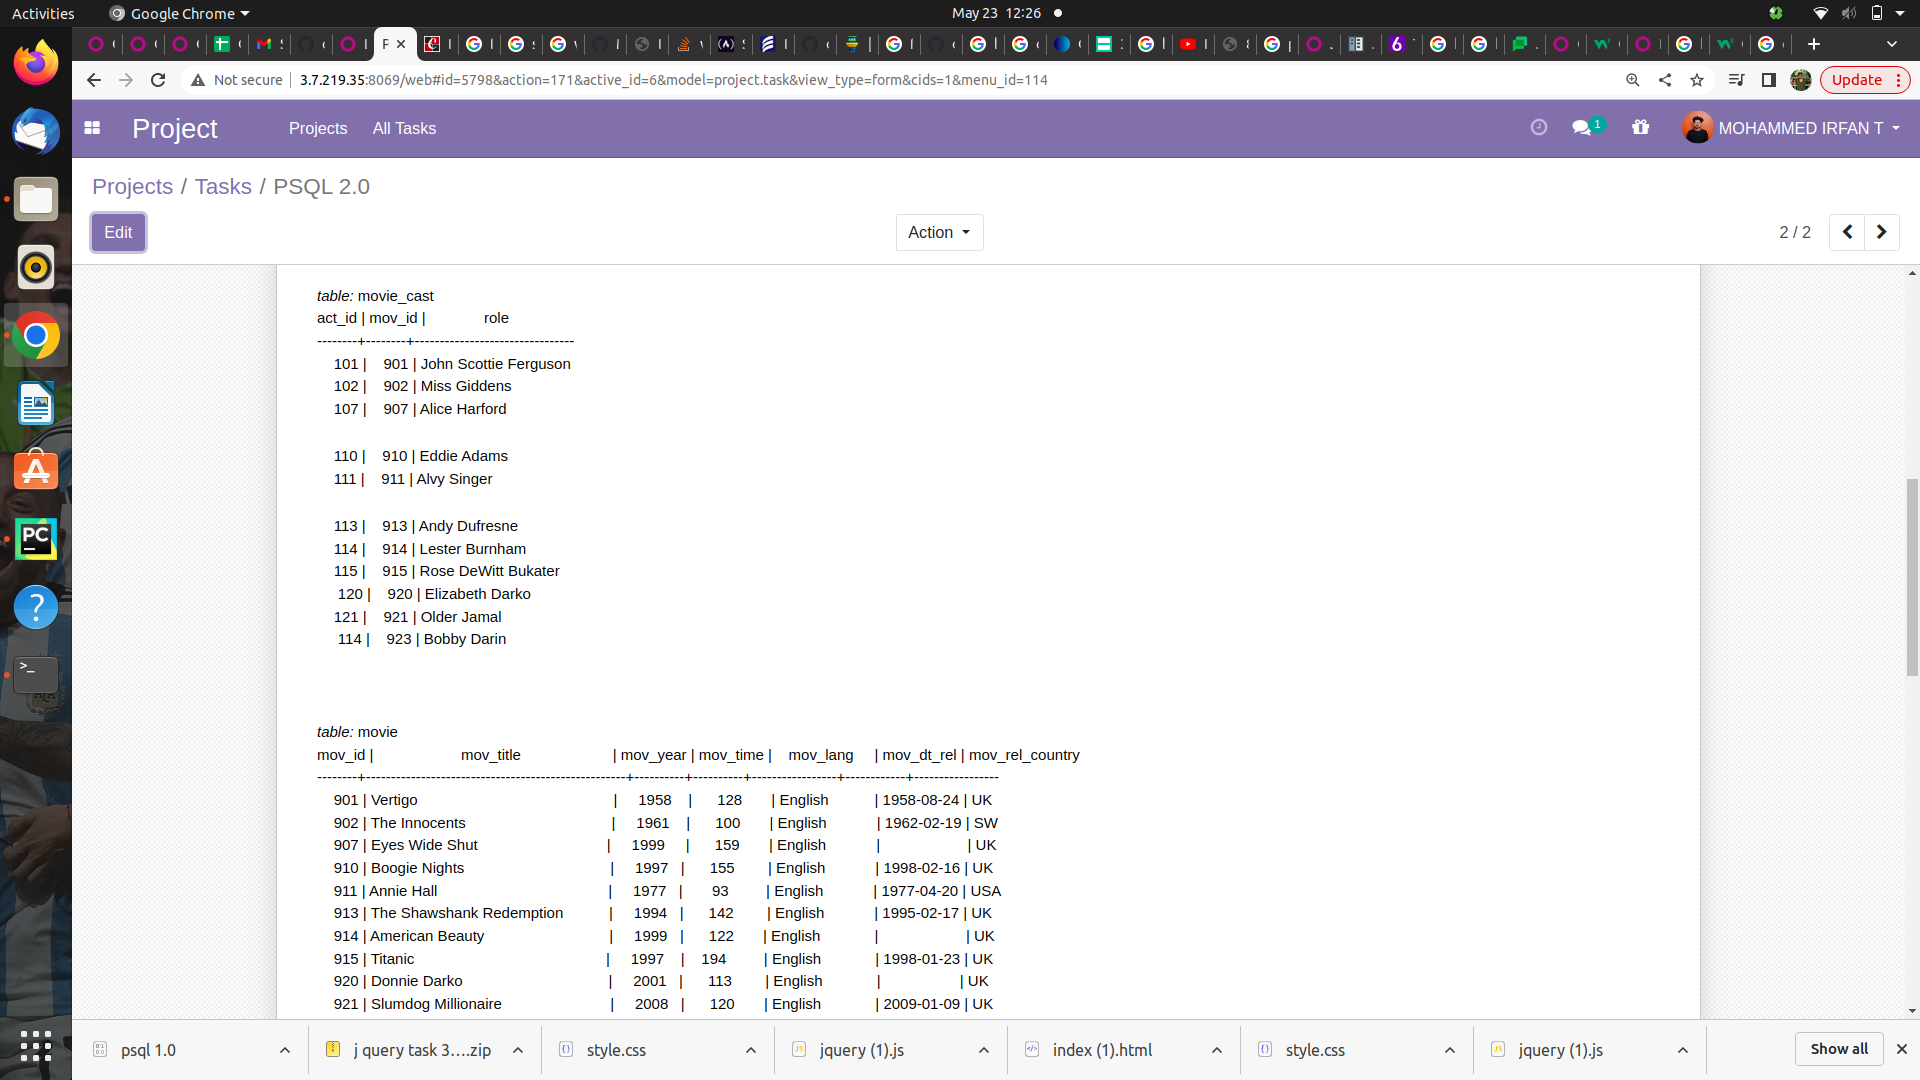 Activities
Google Chrome
May 23 12:26
Not secure
3.7.219.35:8069/web#id=5798&action=171&active_id=6&model=project.task&view_type=form&cids=1&menu_id=114
Update
Project
Projects
All Tasks
1
MOHAMMED IRFAN T
Projects / Tasks / PSQL 2.0
Edit
Action
2 / 2
table: movie_cast
act_id | mov_id | role
--------+--------+--------------------------------
101 | 901 | John Scottie Ferguson
102 | 902 | Miss Giddens
107 | 907 | Alice Harford
110 | 910 | Eddie Adams
111 | 911 | Alvy Singer
113 | 913 | Andy Dufresne
114 | 914 | Lester Burnham
115 | 915 | Rose DeWitt Bukater
120 | 920 | Elizabeth Darko
121 | 921 | Older Jamal
114 | 923 | Bobby Darin
table: movie
mov_id | mov_title | mov_year | mov_time | mov_lang | mov_dt_rel | mov_rel_country
--------+----------------------------------------------------+----------+----------+-----------------+------------+-----------------
901 | Vertigo | 1958 | 128 | English | 1958-08-24 | UK
902 | The Innocents | 1961 | 100 | English | 1962-02-19 | SW
907 | Eyes Wide Shut | 1999 | 159 | English | | UK
910 | Boogie Nights | 1997 | 155 | English | 1998-02-16 | UK
911 | Annie Hall | 1977 | 93 | English | 1977-04-20 | USA
913 | The Shawshank Redemption | 1994 | 142 | English | 1995-02-17 | UK
914 | American Beauty | 1999 | 122 | English | | UK
915 | Titanic | 1997 | 194 | English | 1998-01-23 | UK
920 | Donnie Darko | 2001 | 113 | English | | UK
921 | Slumdog Millionaire | 2008 | 120 | English | 2009-01-09 | UK
psql 1.0
j query task 3....zip
style.css
jquery (1).js
index (1).html
style.css
jquery (1).js
Show all